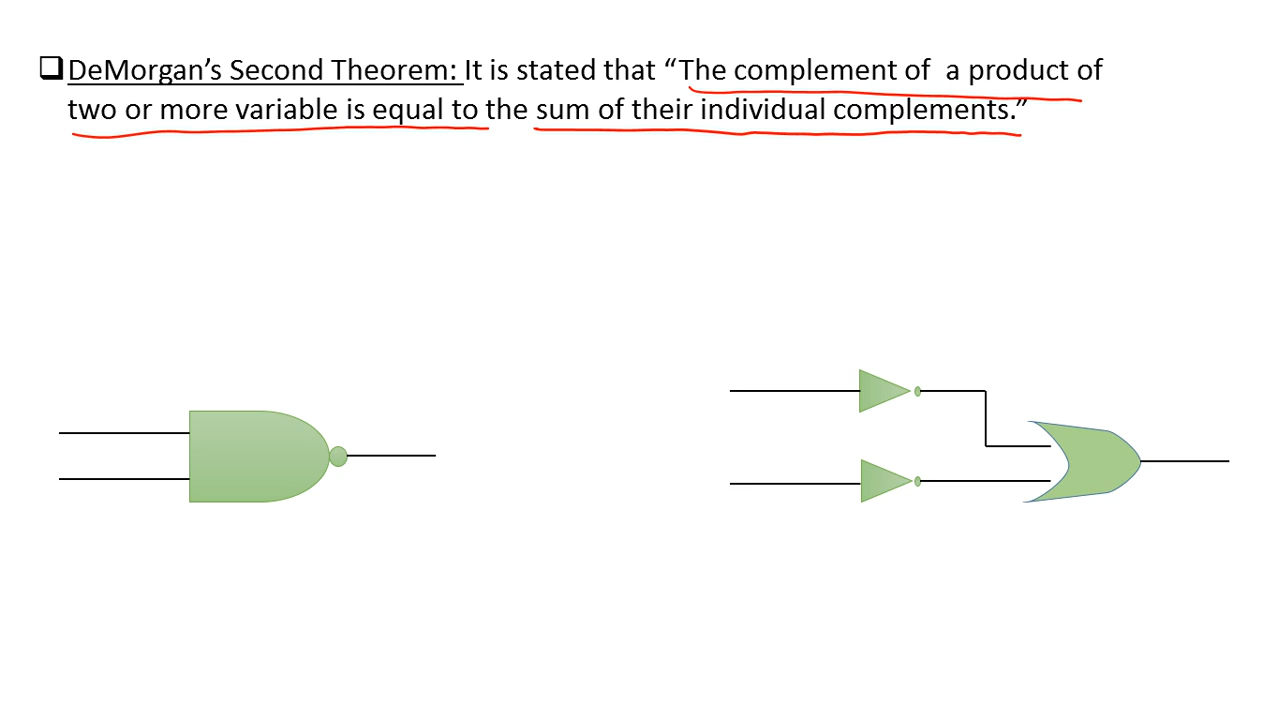 ❑DeMorgan’s Second Theorem: It is stated that “The complement of  a product of
two or more variable is equal to the sum of their individual complements.”